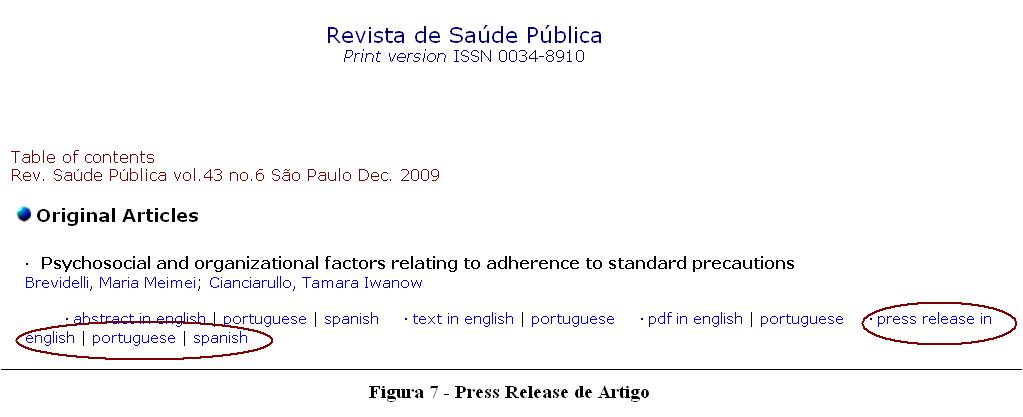 Revista de Saúde Pública
Print version ISSN 0034-8910
Table of contents
Rev. Saúde Pública vol.43 no.6 São Paulo Dec. 2009
Original Articles
· Psychosocial and organizational factors relating to adherence to standard precautions
Brevidelli, Maria Meimei; Cianciarullo, Tamara Iwanow
· abstract in english | portuguese | spanish · text in english | portuguese · pdf in english | portuguese · press release in
english | portuguese | spanish
Figura 7 - Press Release de Artigo